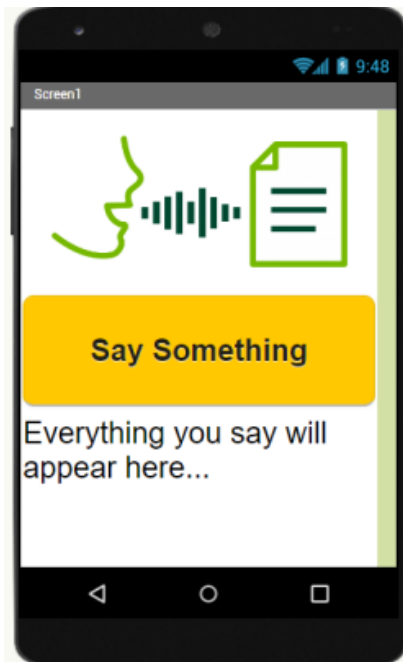 9:48
Screen1
Say Something
Everything you say will
appear here...